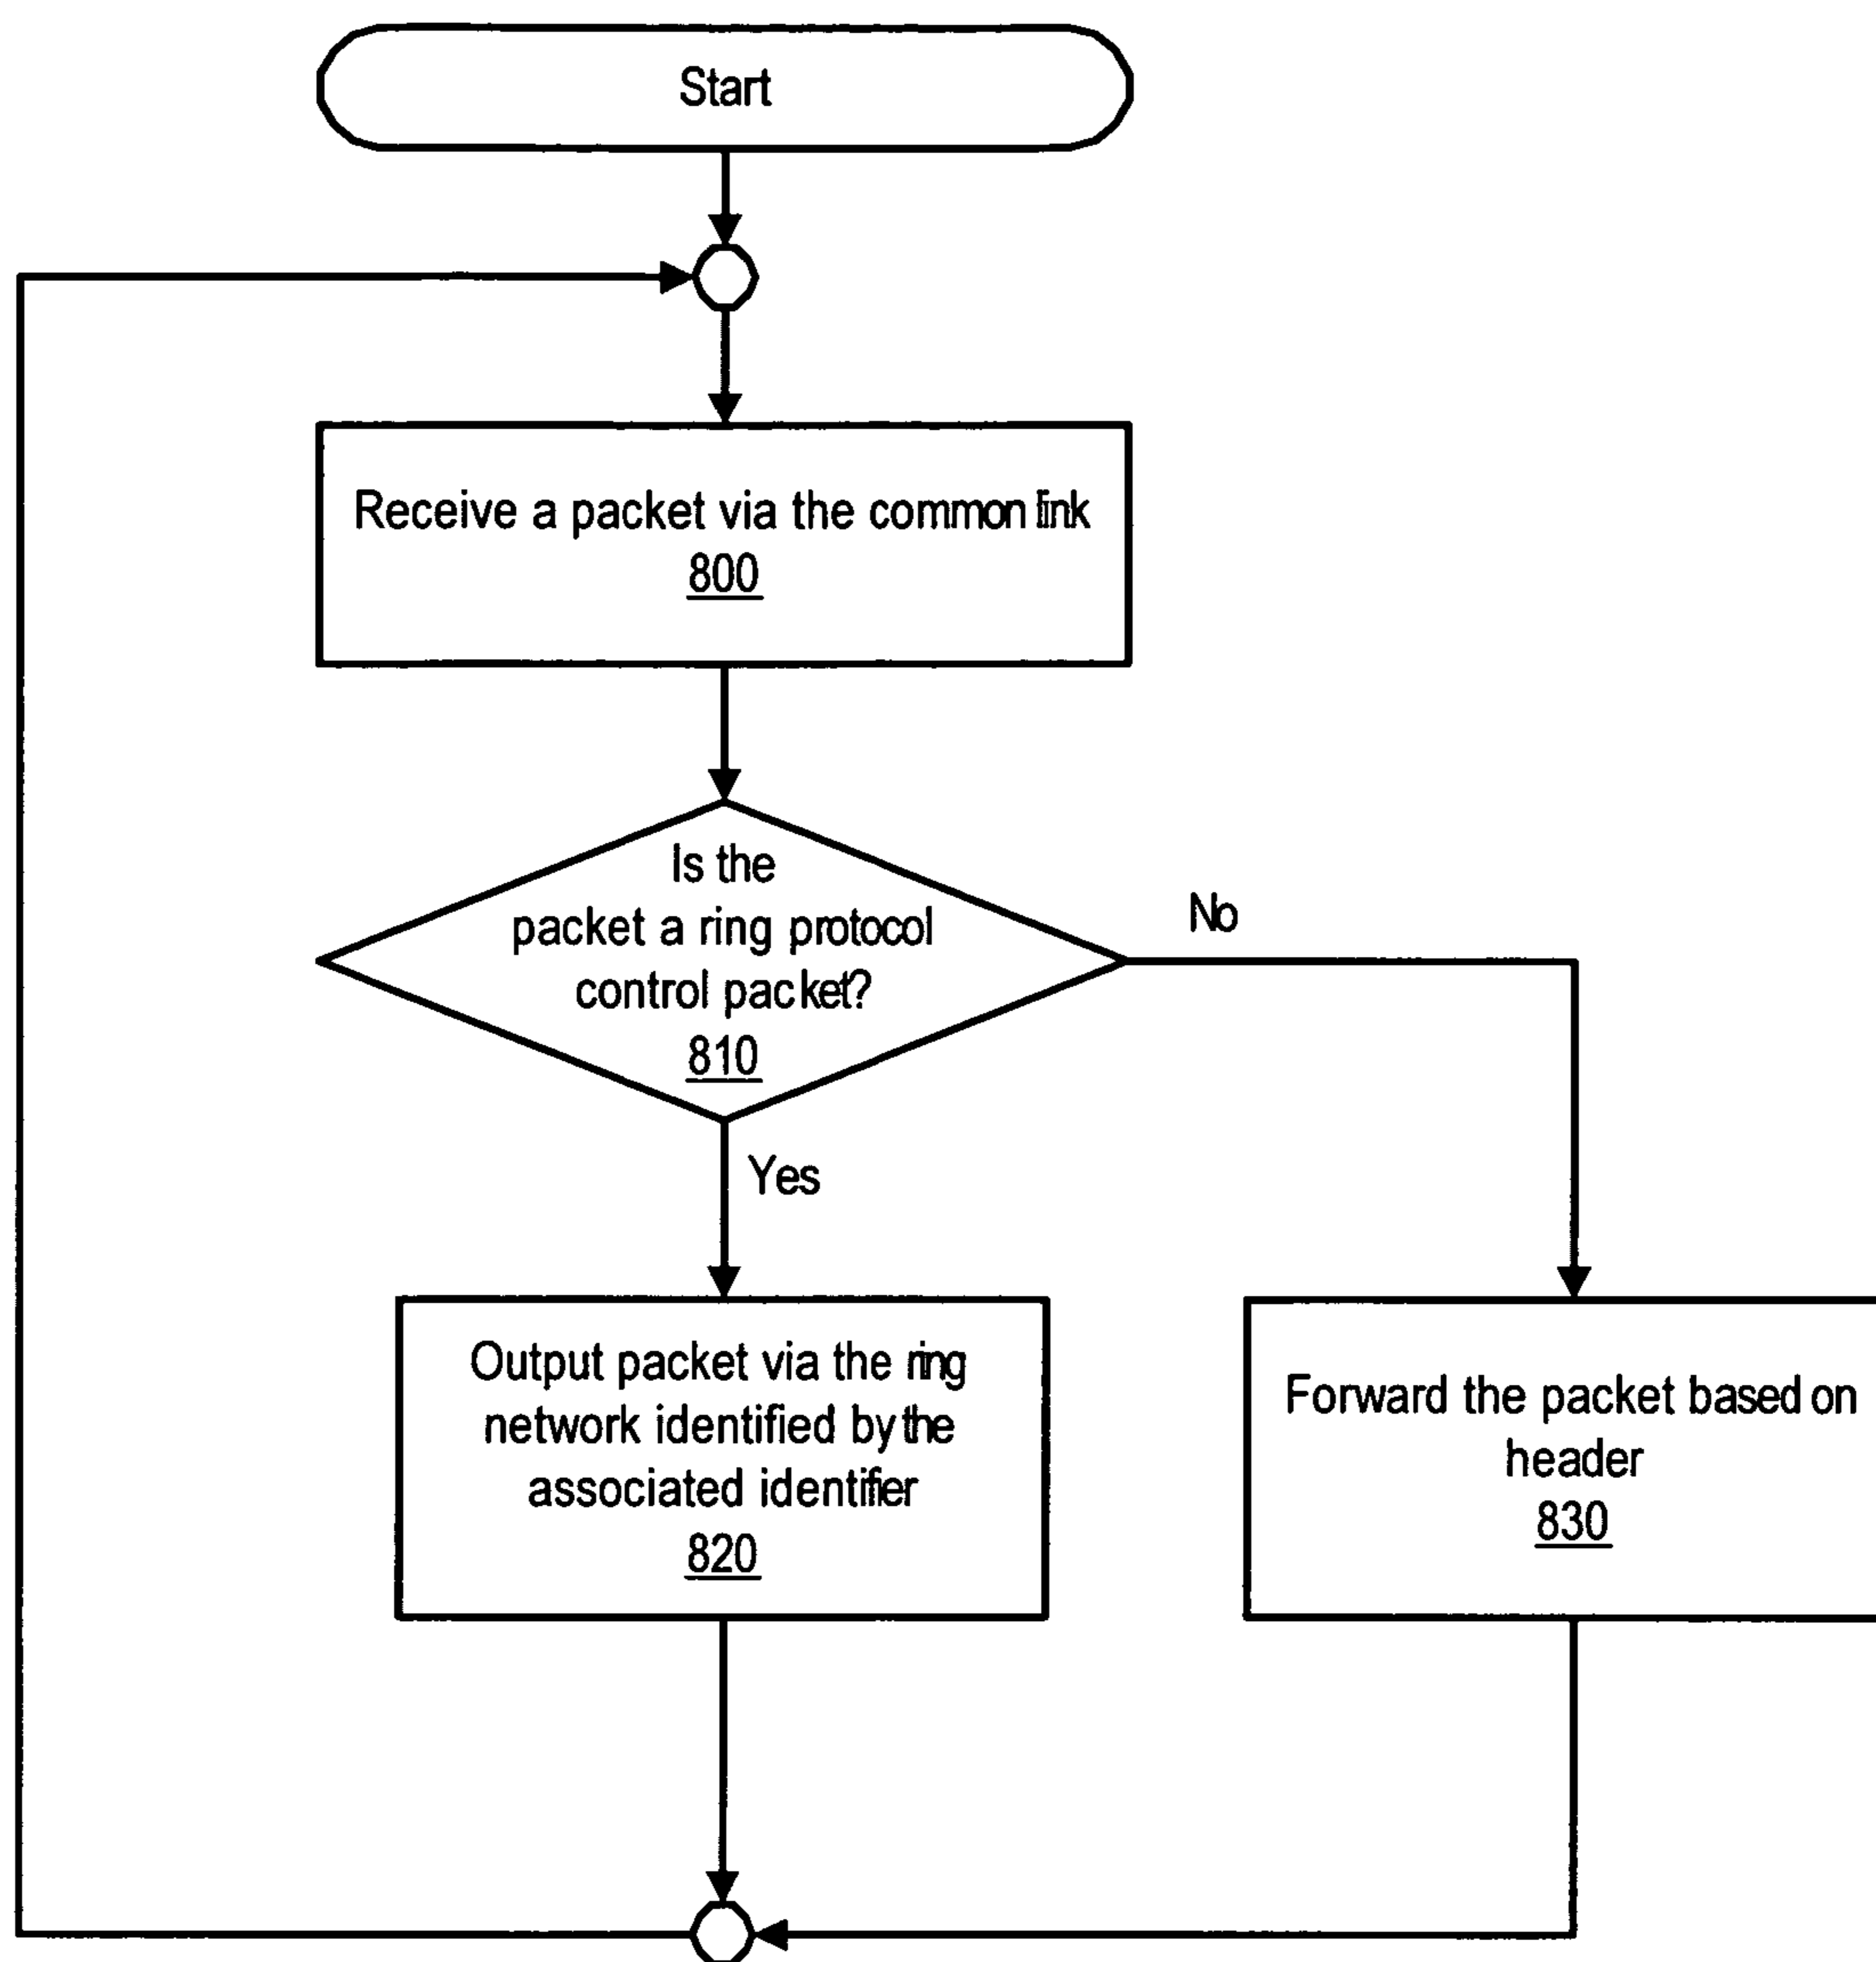 Start
Receive a packet via the common link
800
Is the
packet a ring protocol
control packet?
810
No
Yes
Output packet via the ring
network identified by the
associated identifier
820
Forward the packet based on
header
830